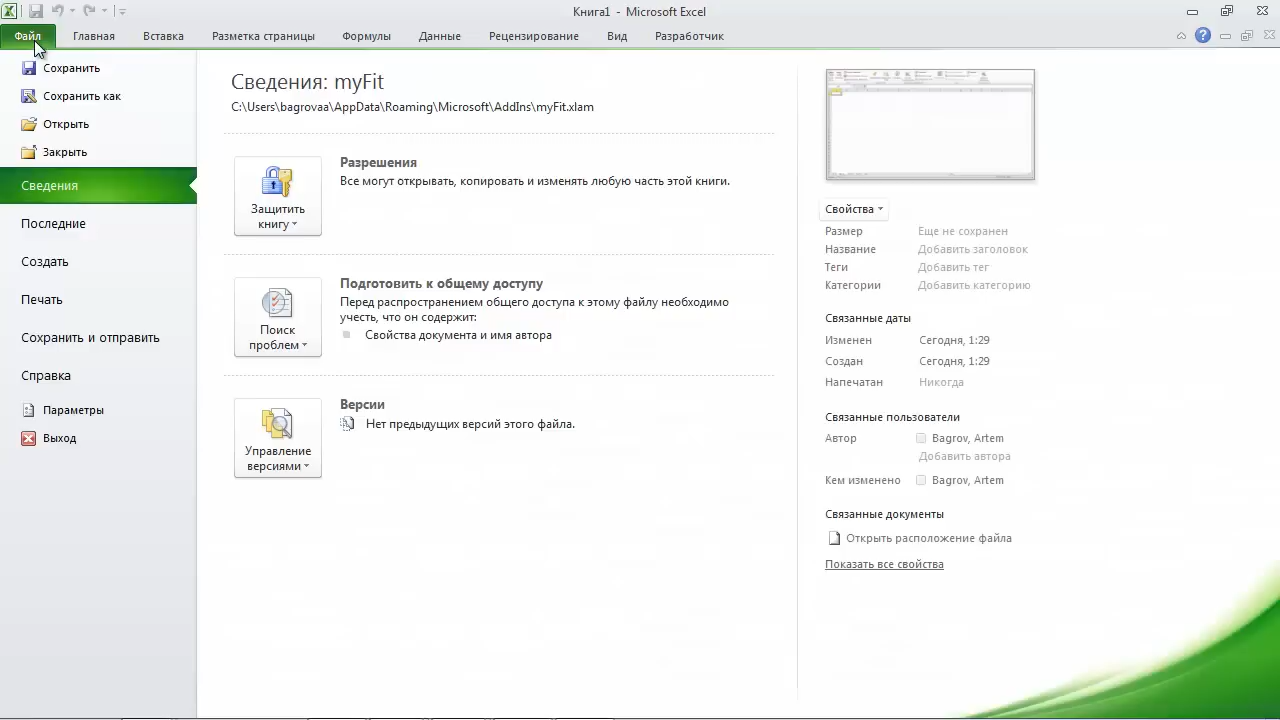 Книга1 - Microsoft Excel
Файл Главная Вставка Разметка страницы Формулы Данные Рецензирование Вид Разработчик
Сохранить
Сохранить как
Открыть
Закрыть
Сведения
Последние
Создать
Печать
Сохранить и отправить
Справка
Параметры
Выход
Сведения: myFit
C:\Users\bagrovaa\AppData\Roaming\Microsoft\AddIns\myFit.xlam
Защитить
книгу
Разрешения
Все могут открывать, копировать и изменять любую часть этой книги.
Поиск
проблем
Подготовить к общему доступу
Перед распространением общего доступа к этому файлу необходимо
учесть, что он содержит:
Свойства документа и имя автора
Управление
версиями
Версии
Нет предыдущих версий этого файла.
Свойства
Размер Еще не сохранен
Название Добавить заголовок
Теги Добавить тег
Категории Добавить категорию
Связанные даты
Изменен Сегодня, 1:29
Создан Сегодня, 1:29
Напечатан Никогда
Связанные пользователи
Автор Bagrov, Artem
Добавить автора
Кем изменено Bagrov, Artem
Связанные документы
Открыть расположение файла
Показать все свойства